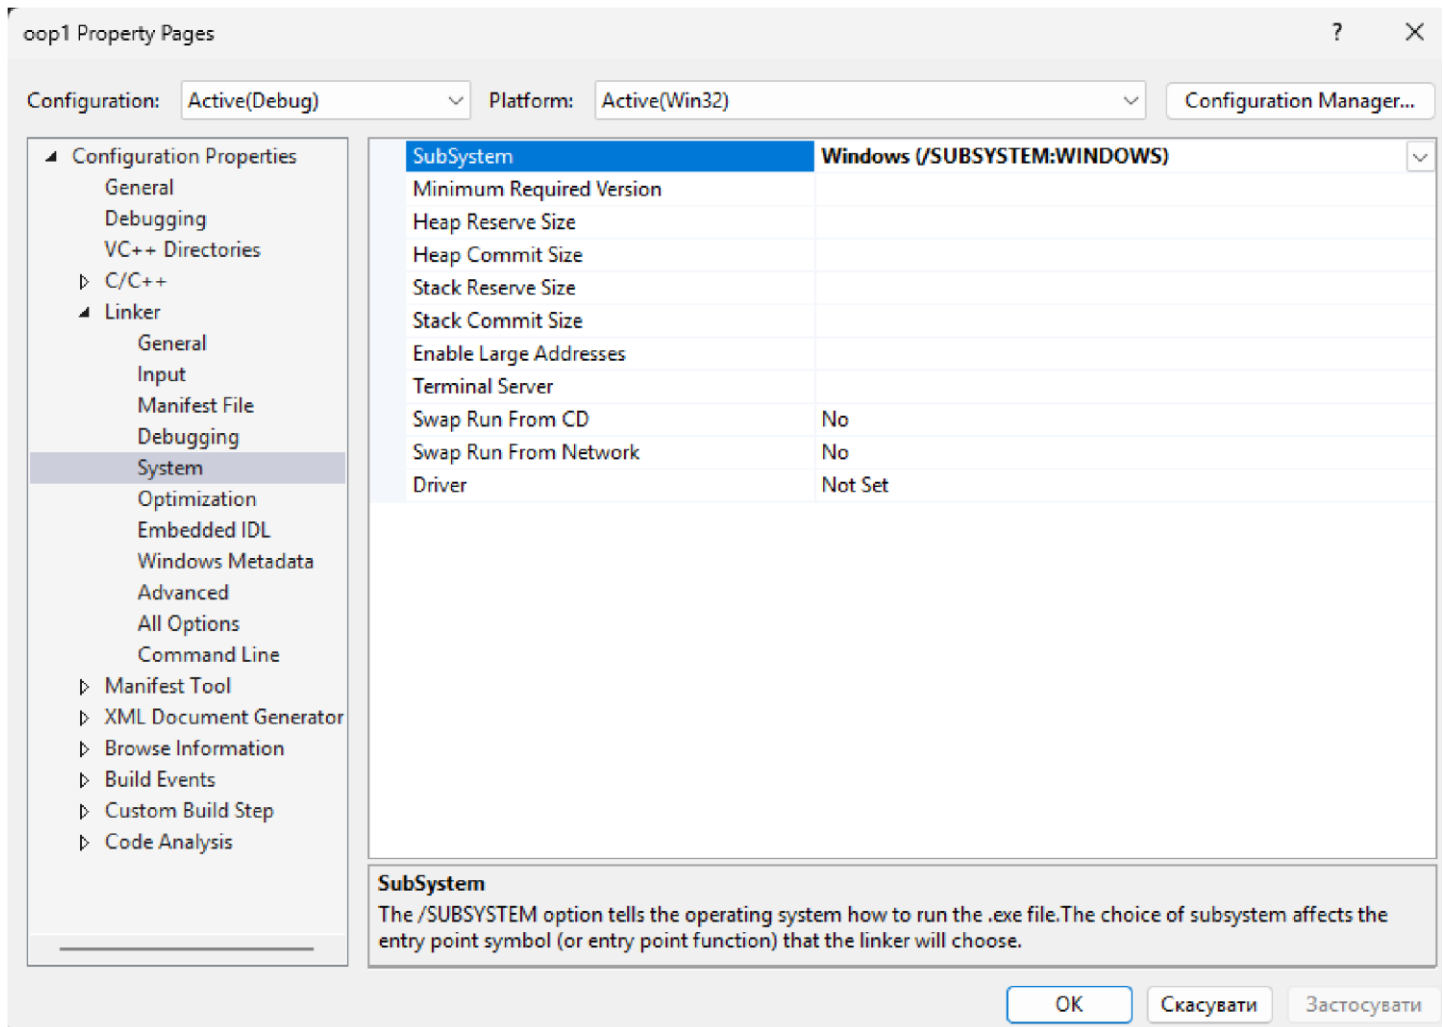 oop1 Property Pages
?
Configuration: Active(Debug) Platform: Active(Win32) Configuration Manager...
Configuration Properties
General
Debugging
VC++ Directories
C/C++
Linker
General
Input
Manifest File
Debugging
System
Optimization
Embedded IDL
Windows Metadata
Advanced
All Options
Command Line
Manifest Tool
XML Document Generator
Browse Information
Build Events
Custom Build Step
Code Analysis
SubSystem Windows (/SUBSYSTEM:WINDOWS)
Minimum Required Version
Heap Reserve Size
Heap Commit Size
Stack Reserve Size
Stack Commit Size
Enable Large Addresses
Terminal Server
Swap Run From CD No
Swap Run From Network No
Driver Not Set
SubSystem
The /SUBSYSTEM option tells the operating system how to run the .exe file.The choice of subsystem affects the
entry point symbol (or entry point function) that the linker will choose.
OK Скасувати Застосувати